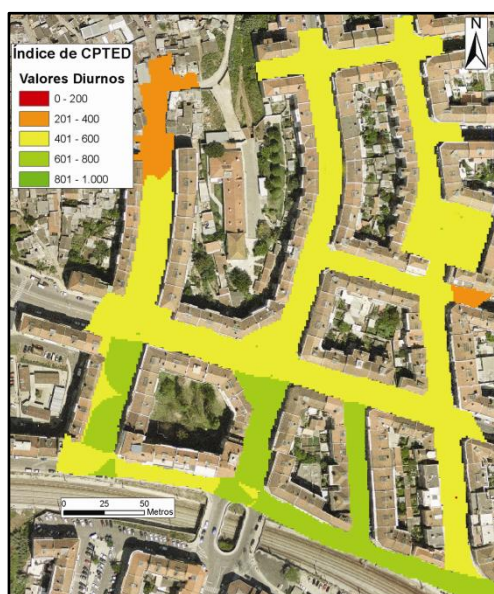 Indice de CPTED
Valores Diurnos
0 - 200
201 - 400
401 - 600
601 - 800
801 - 1.000
N
0 25 50
Metros